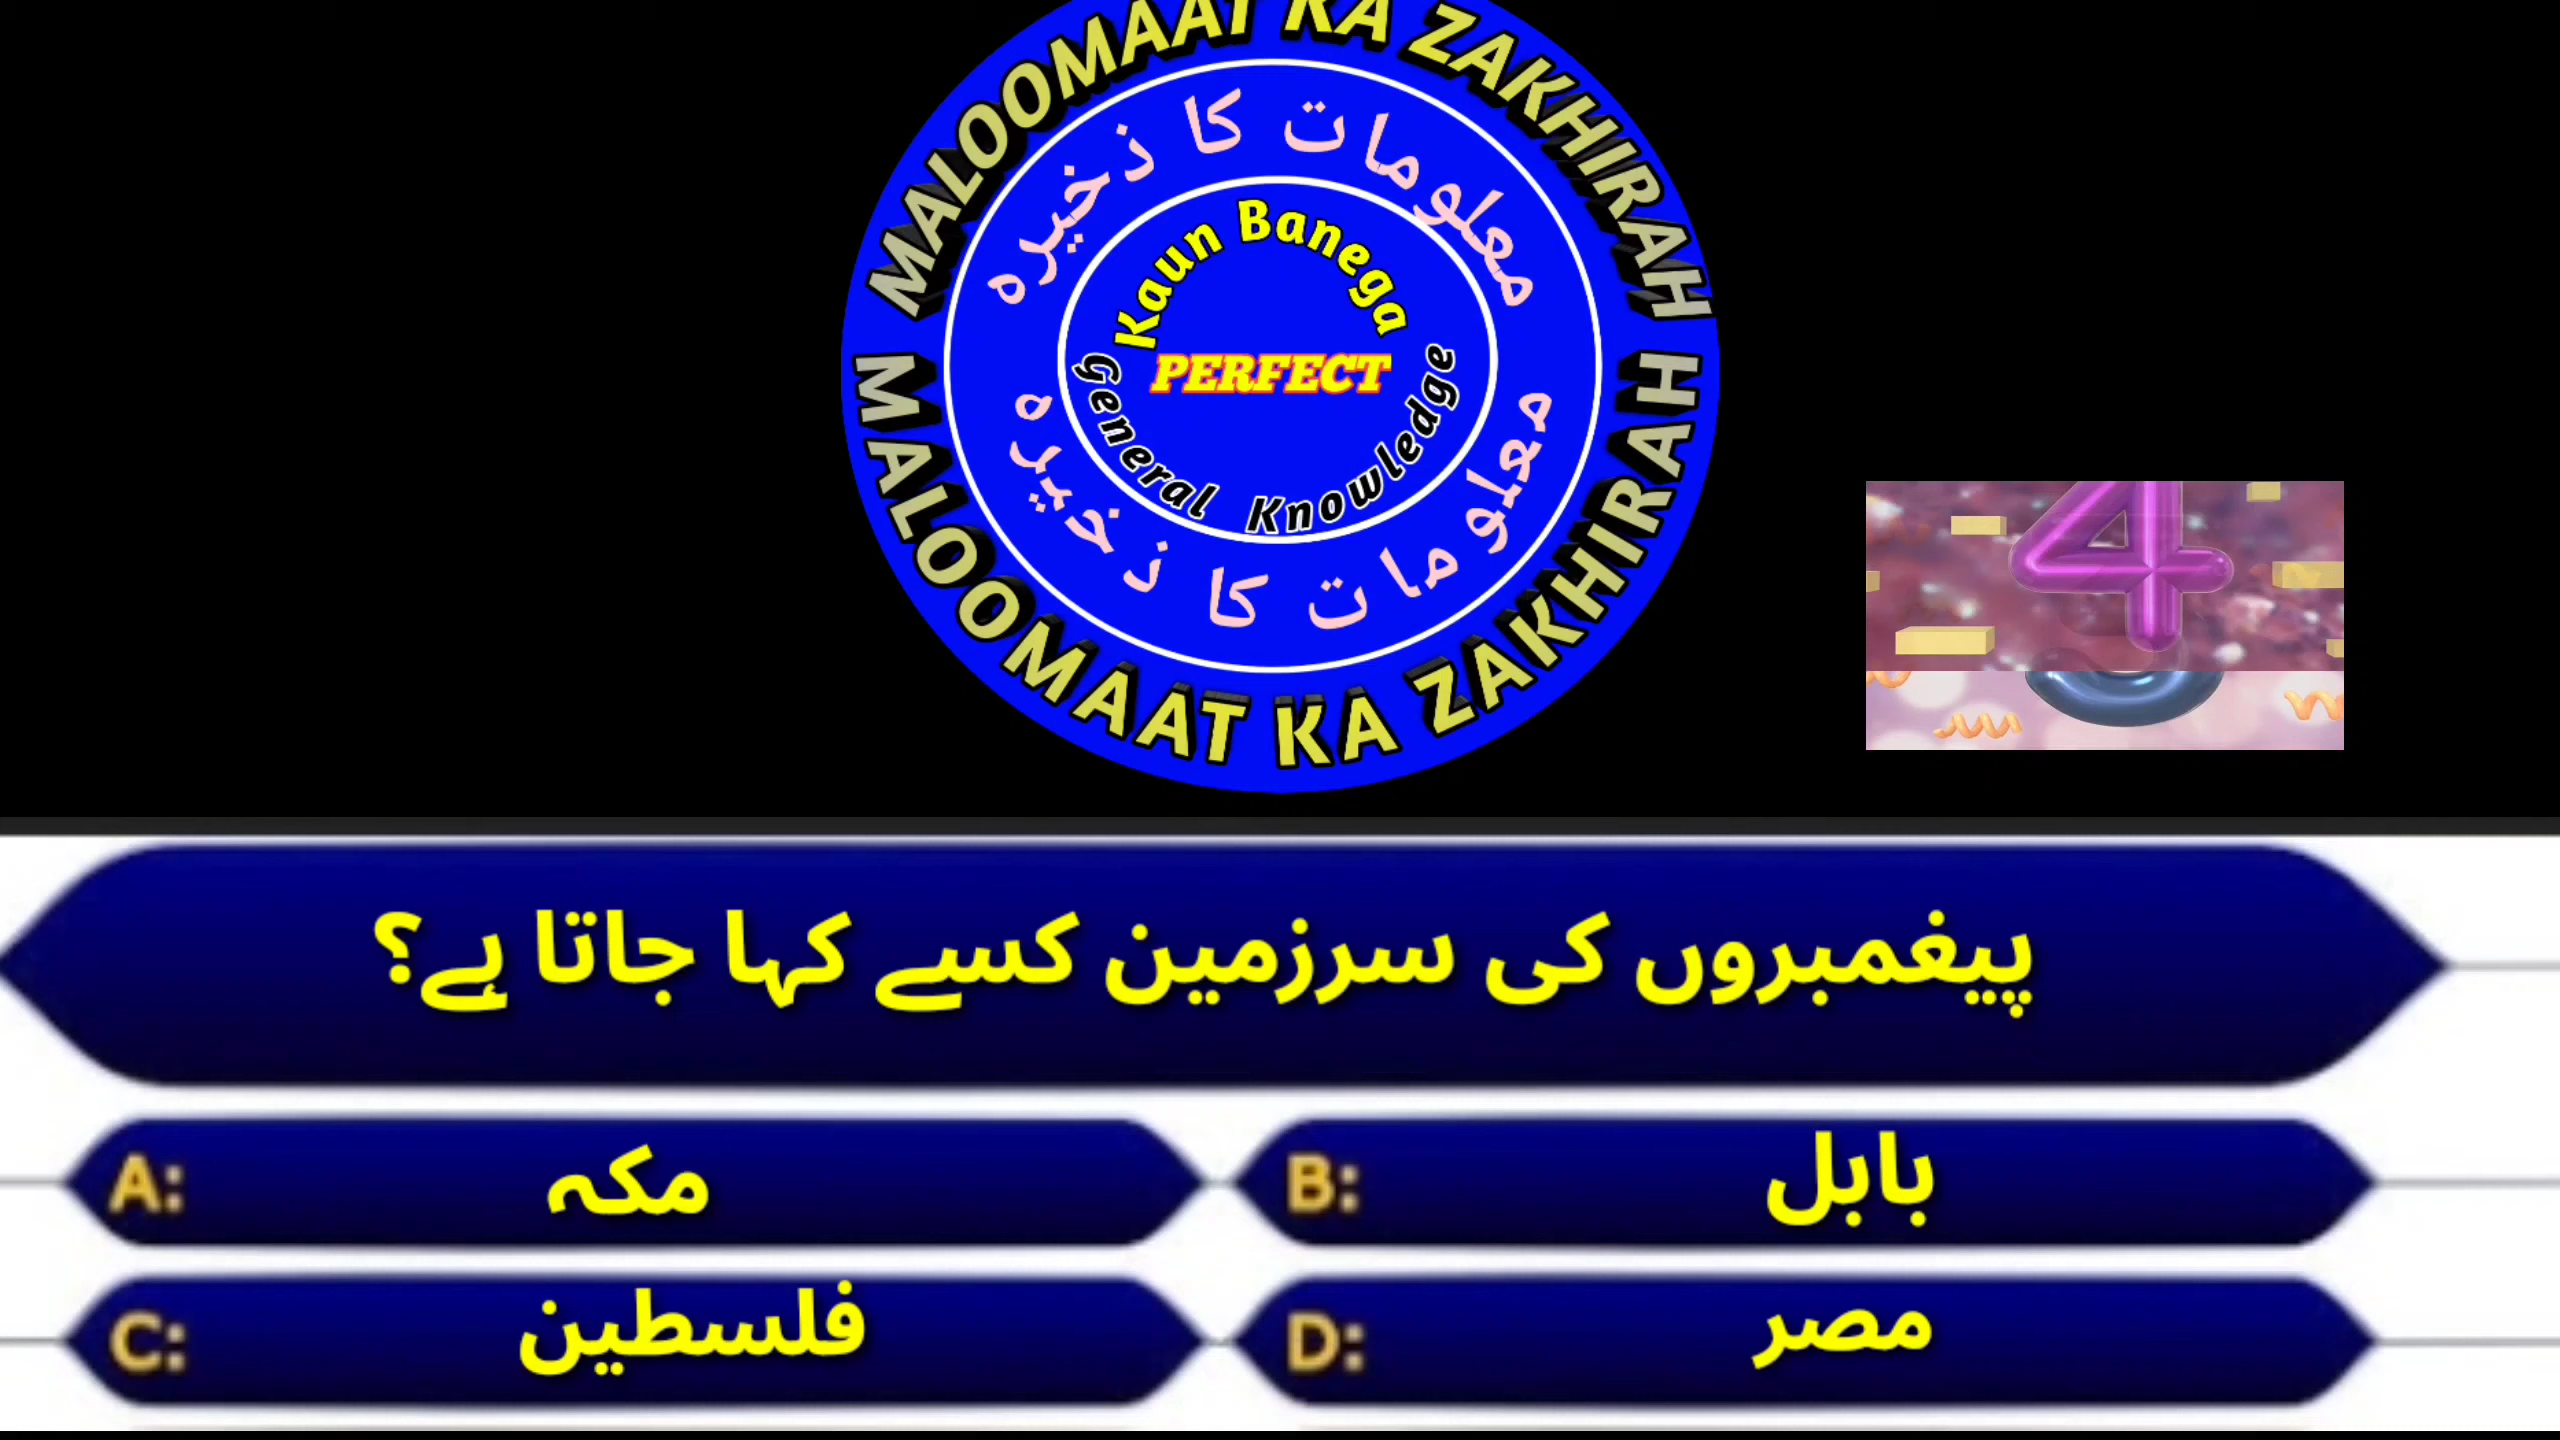 MALOOMAAT KA ZAKHIRAH
معلومات کا ذخیرہ
Kaun Banega
PERFECT
General Knowledge
معلومات کا ذخیرہ
MALOOMAAT KA ZAKHIRAH
4
پیغمبروں کی سرزمین کسے کہا جاتا ہے؟
A: مکہ
B: بابل
C: فلسطین
D: مصر